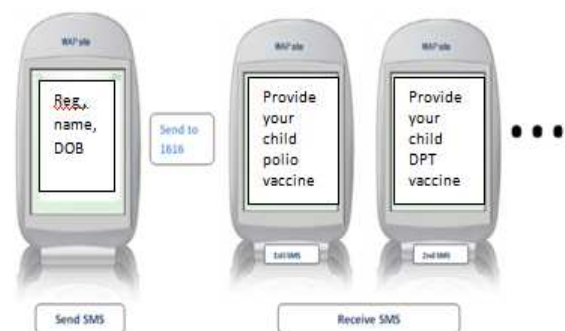 WAP site
Reg.,
name,
DOB
Send to
1616
WAP site
Provide
your
child
polio
vaccine
1st SMS
WAP site
Provide
your
child
DPT
vaccine
2nd SMS
Send SMS
Receive SMS